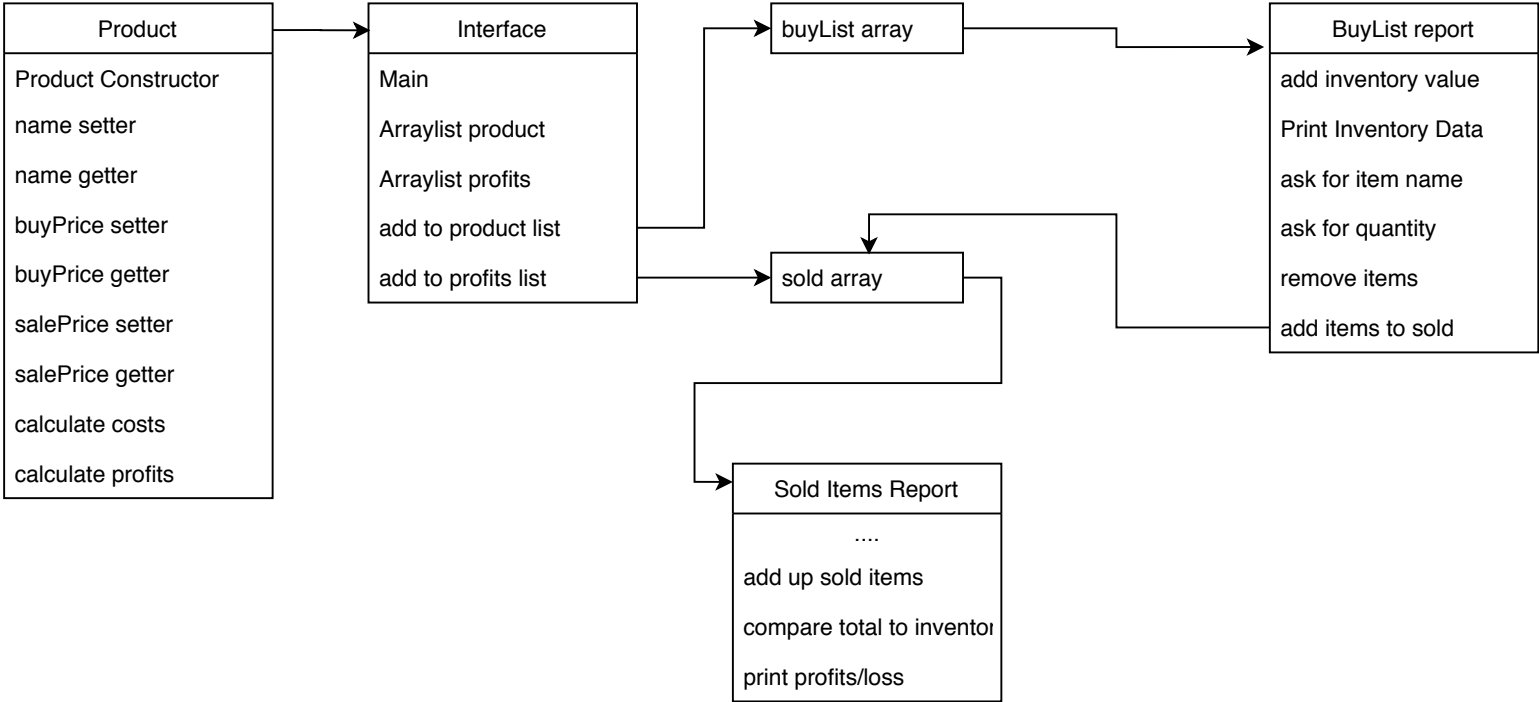 Product
Product Constructor
name setter
name getter
buyPrice setter
buyPrice getter
salePrice setter
salePrice getter
calculate costs
calculate profits
Interface
Main
Arraylist product
Arraylist profits
add to product list
add to profits list
buyList array
sold array
BuyList report
add inventory value
Print Inventory Data
ask for item name
ask for quantity
remove items
add items to sold
Sold Items Report
....
add up sold items
compare total to inventor
print profits/loss